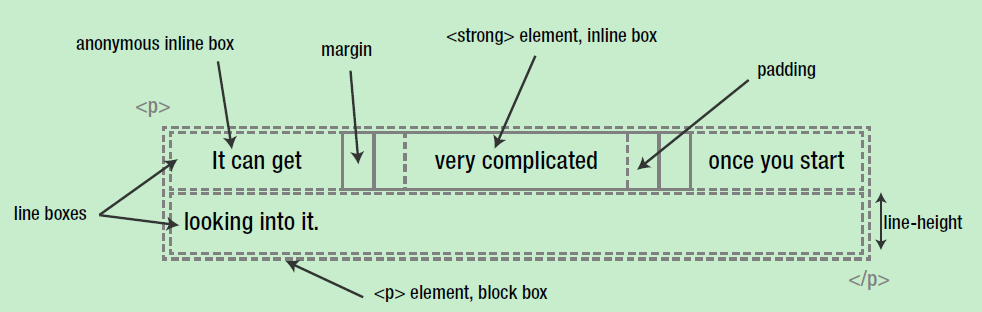 <strong> element, inline box
anonymous inline box
margin
padding
<p>
It can get very complicated once you start
line boxes
looking into it.
line-height
</p>
<p> element, block box